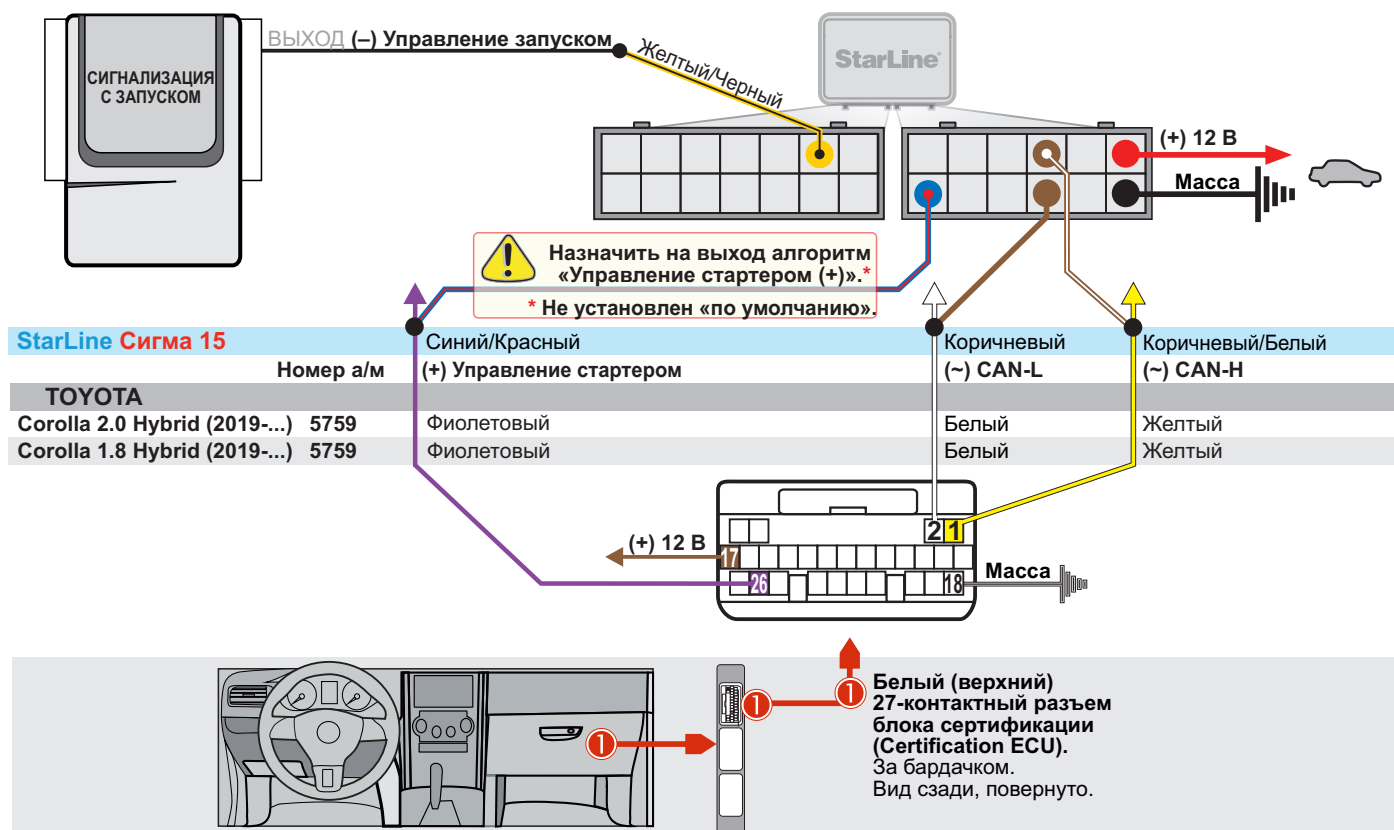 ВЫХОД (–) Управление запуском
Желтый/Черный
StarLine
СИГНАЛИЗАЦИЯ
С ЗАПУСКОМ
(+) 12 В
Масса
Назначить на выход алгоритм
«Управление стартером (+)».*
* Не установлен «по умолчанию».
StarLine Сигма 15 Синий/Красный Коричневый Коричневый/Белый
Номер а/м (+) Управление стартером (~) CAN-L (~) CAN-H
TOYOTA
Corolla 2.0 Hybrid (2019-...) 5759 Фиолетовый Белый Желтый
Corolla 1.8 Hybrid (2019-...) 5759 Фиолетовый Белый Желтый
2 1
(+) 12 В
17
26 18
Масса
1 1 1
Белый (верхний)
27-контактный разъем
блока сертификации
(Certification ECU).
За бардачком.
Вид сзади, повернуто.